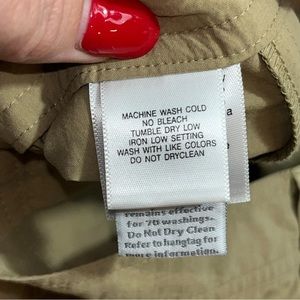 MACHINE WASH COLD
NO BLEACH
TUMBLE DRY LOW
IRON LOW SETTING
WASH WITH LIKE COLORS
DO NOT DRYCLEAN
remains effective
for 70 washings.
Do Not Dry Clean
Refer to hangtag for
more information.